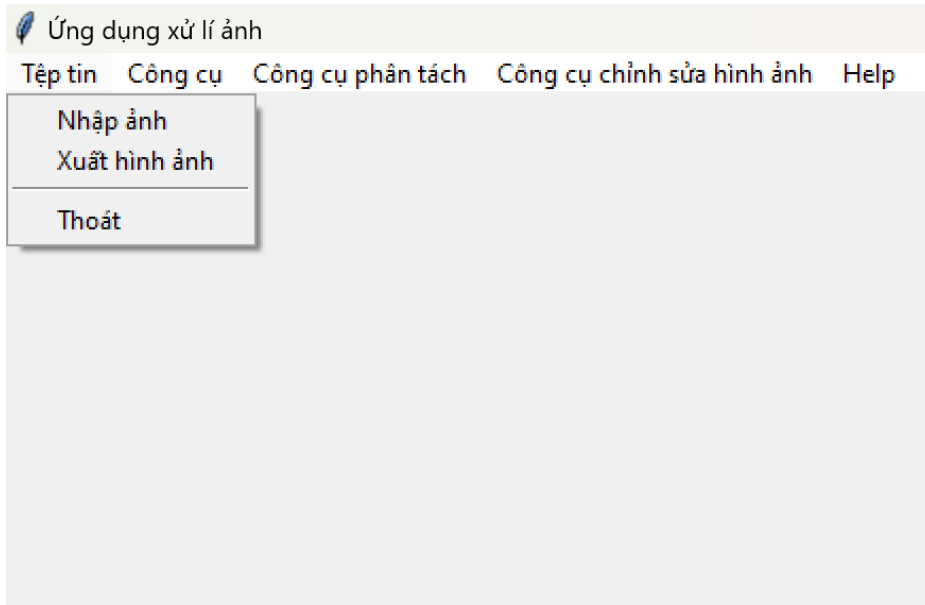 Ứng dụng xử lí ảnh
Tệp tin Công cụ Công cụ phân tách Công cụ chỉnh sửa hình ảnh Help
Nhập ảnh
Xuất hình ảnh
Thoát